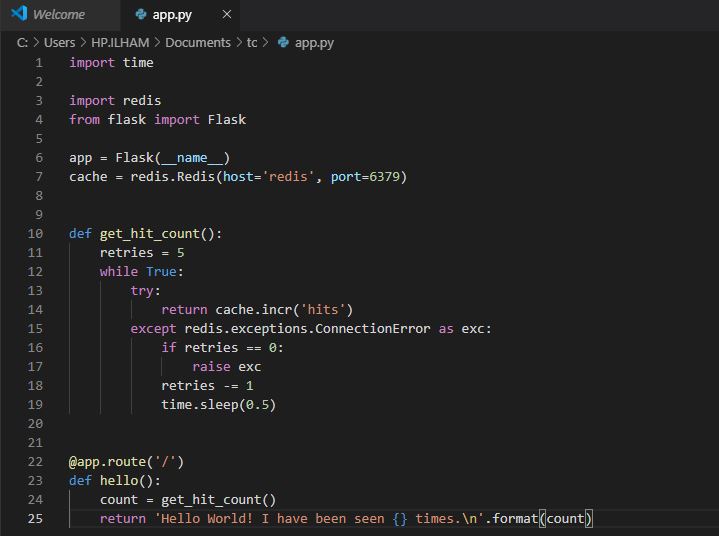 Welcome app.py ×
C: > Users > HP.ILHAM > Documents > tc > app.py
1 import time
2
3 import redis
4 from flask import Flask
5
6 app = Flask(__name__)
7 cache = redis.Redis(host='redis', port=6379)
8
9
10 def get_hit_count():
11     retries = 5
12     while True:
13         try:
14             return cache.incr('hits')
15         except redis.exceptions.ConnectionError as exc:
16             if retries == 0:
17                 raise exc
18             retries -= 1
19             time.sleep(0.5)
20
21
22 @app.route('/')
23 def hello():
24     count = get_hit_count()
25     return 'Hello World! I have been seen {} times.\n'.format(count)